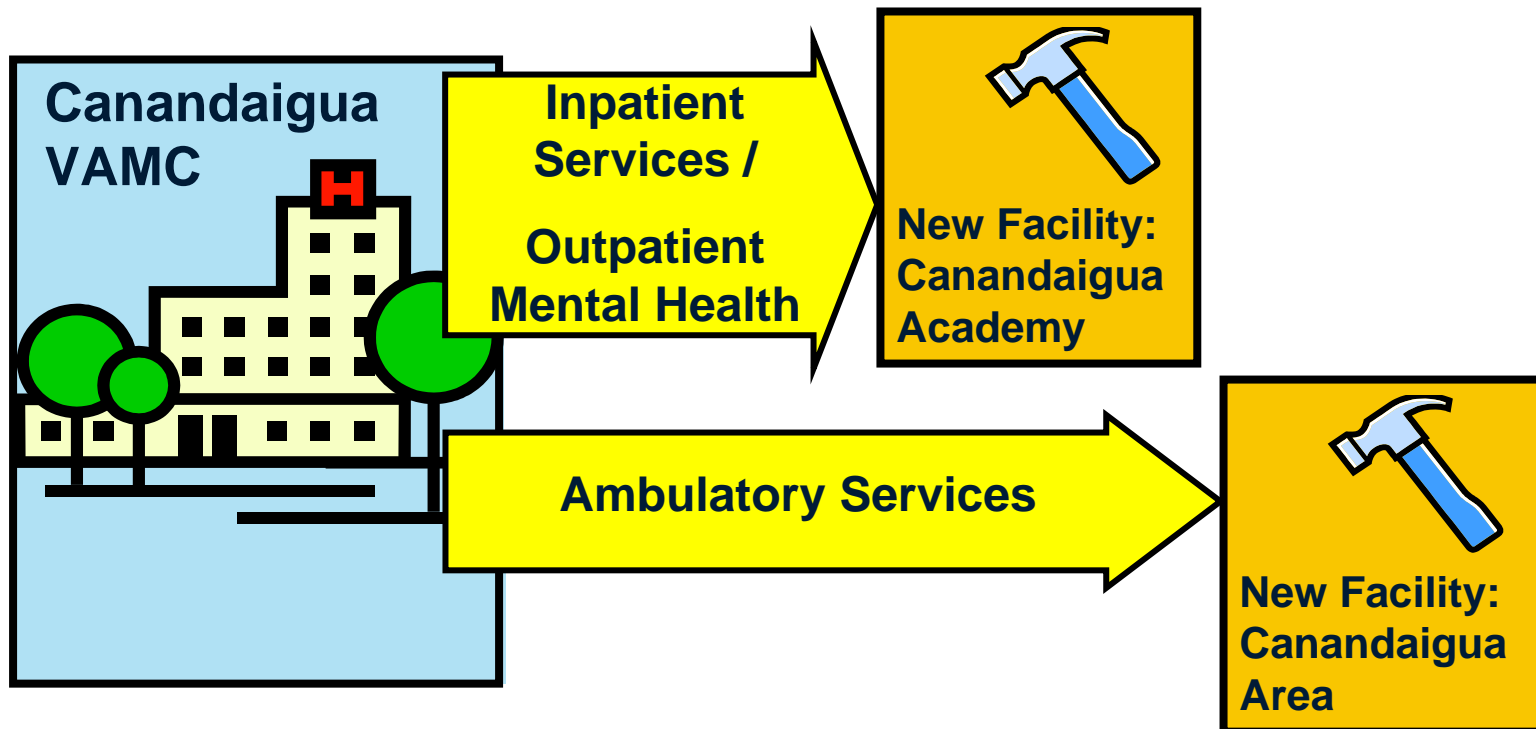 Canandaigua
VAMC
H
Inpatient
Services /
Outpatient
Mental Health
New Facility:
Canandaigua
Academy
Ambulatory Services
New Facility:
Canandaigua
Area